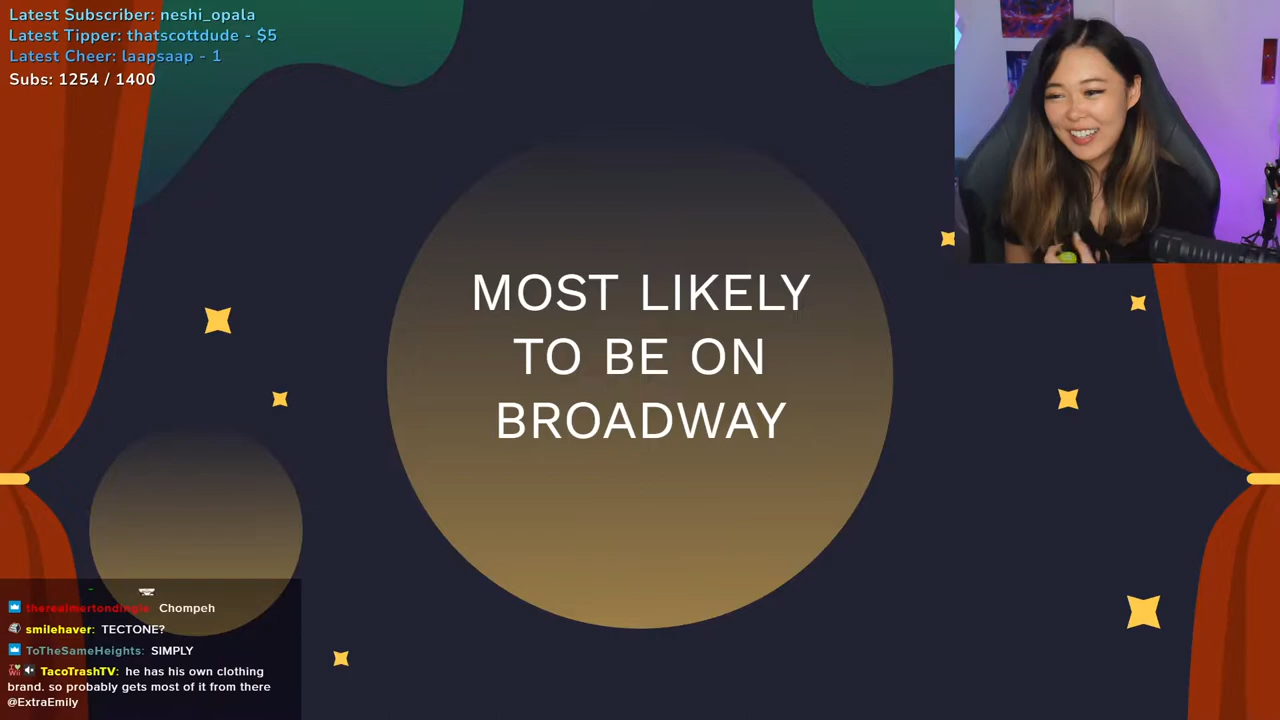 Latest Subscriber: neshi_opala
Latest Tipper: thatscottdude - $5
Latest Cheer: laapsaap - 1
Subs: 1254 / 1400
MOST LIKELY
TO BE ON
BROADWAY
therealmertondingle: Chompeh
smilehaver: TECTONE?
ToTheSameHeights: SIMPLY
TacoTrashTV: he has his own clothing
brand. so probably gets most of it from there
@ExtraEmily